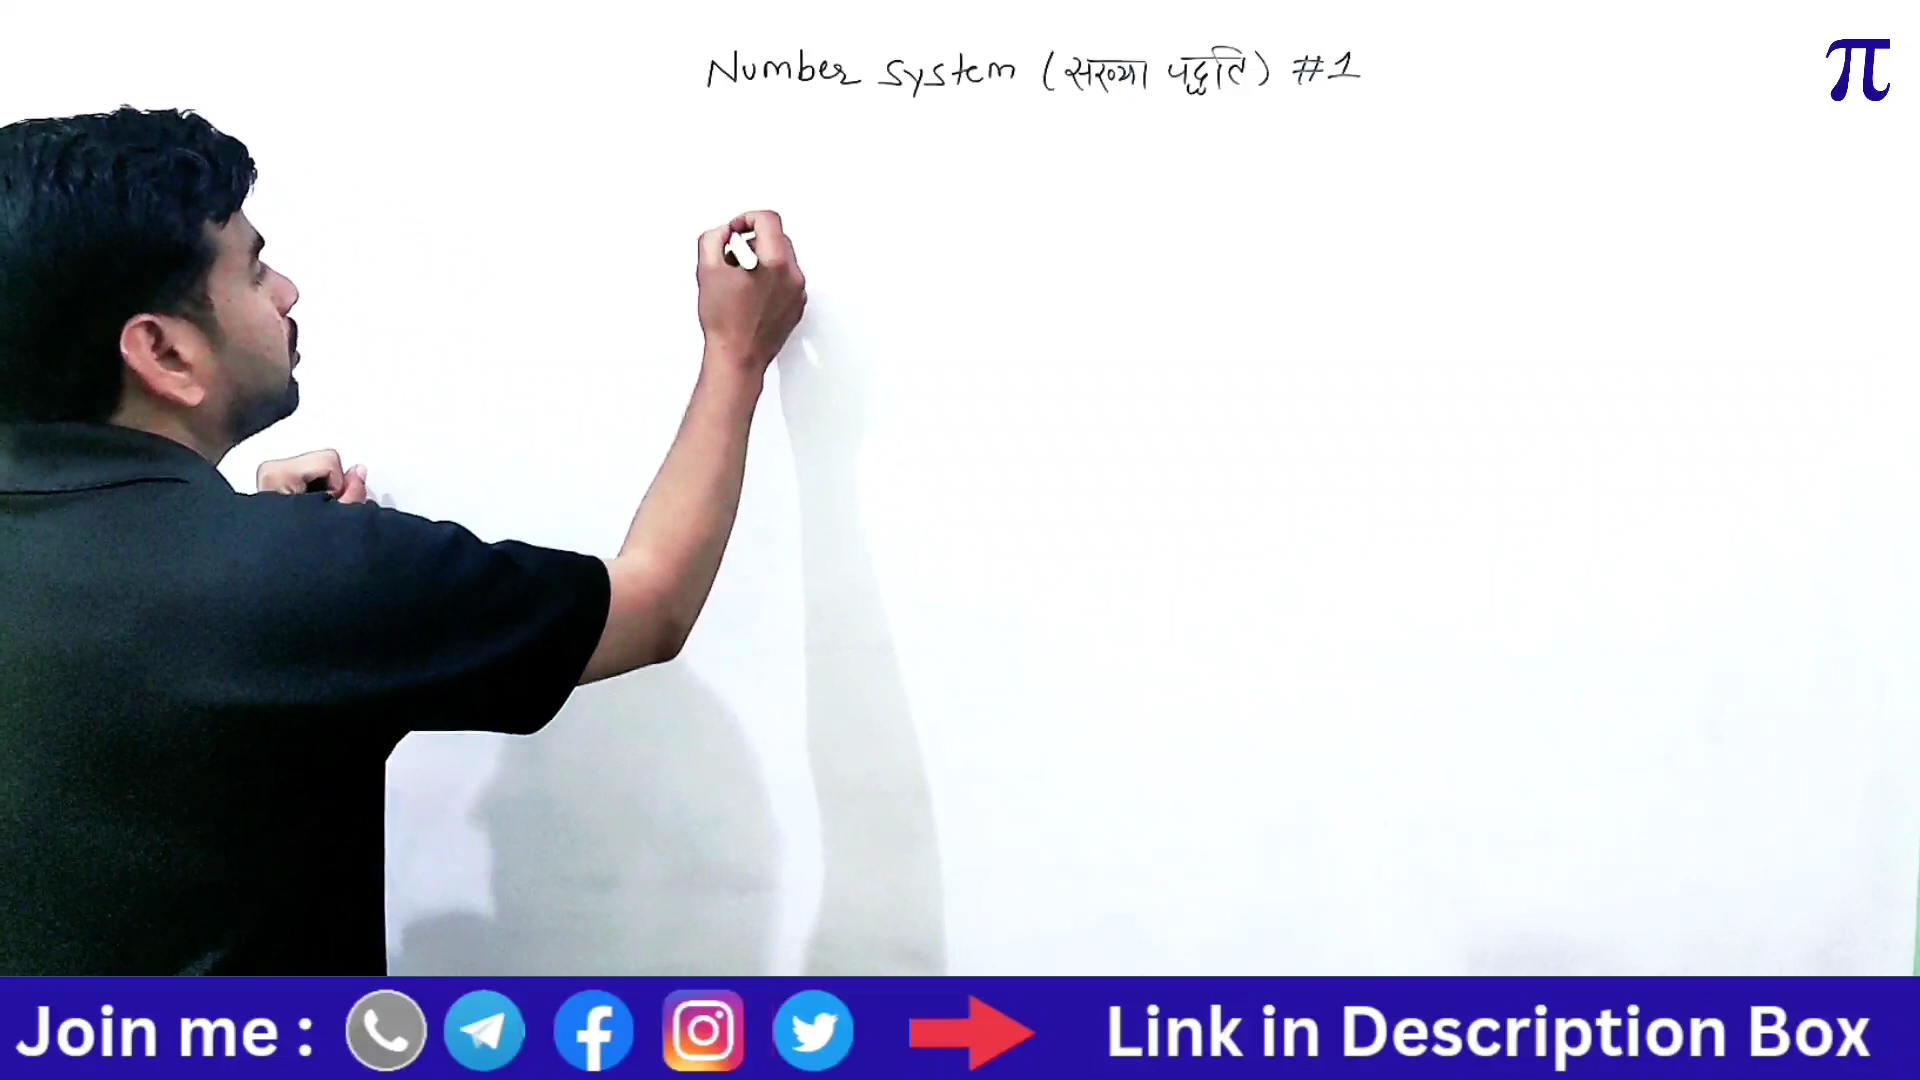 Number system (संख्या पद्धति) #1
π
Join me : Link in Description Box